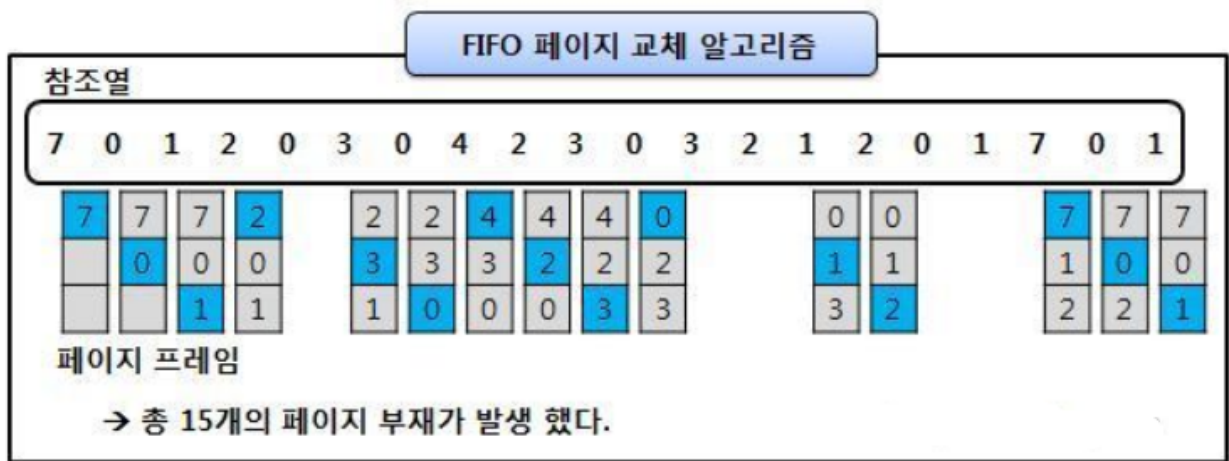 FIFO 페이지 교체 알고리즘
참조열
7 0 1 2 0 3 0 4 2 3 0 3 2 1 2 0 1 7 0 1
7 7 7 2 2 2 4 4 4 0 0 0 7 7 7
0 0 0 3 3 3 2 2 2 1 1 1 0 0
1 1 1 0 0 0 3 3 3 2 2 2 1
페이지 프레임
→ 총 15개의 페이지 부재가 발생 했다.